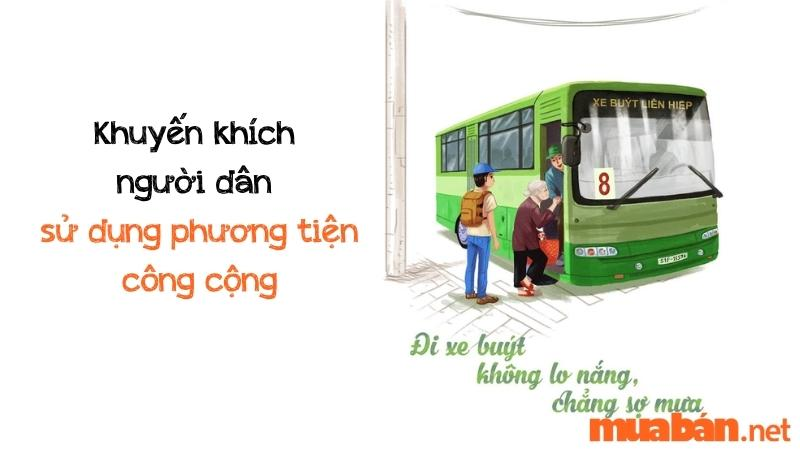 Khuyến khích
người dân
sử dụng phương tiện
công cộng
XE BUÝT LIÊN HIỆP
8
Đi xe buýt
không lo nắng,
chẳng sợ mưa
muabán.net